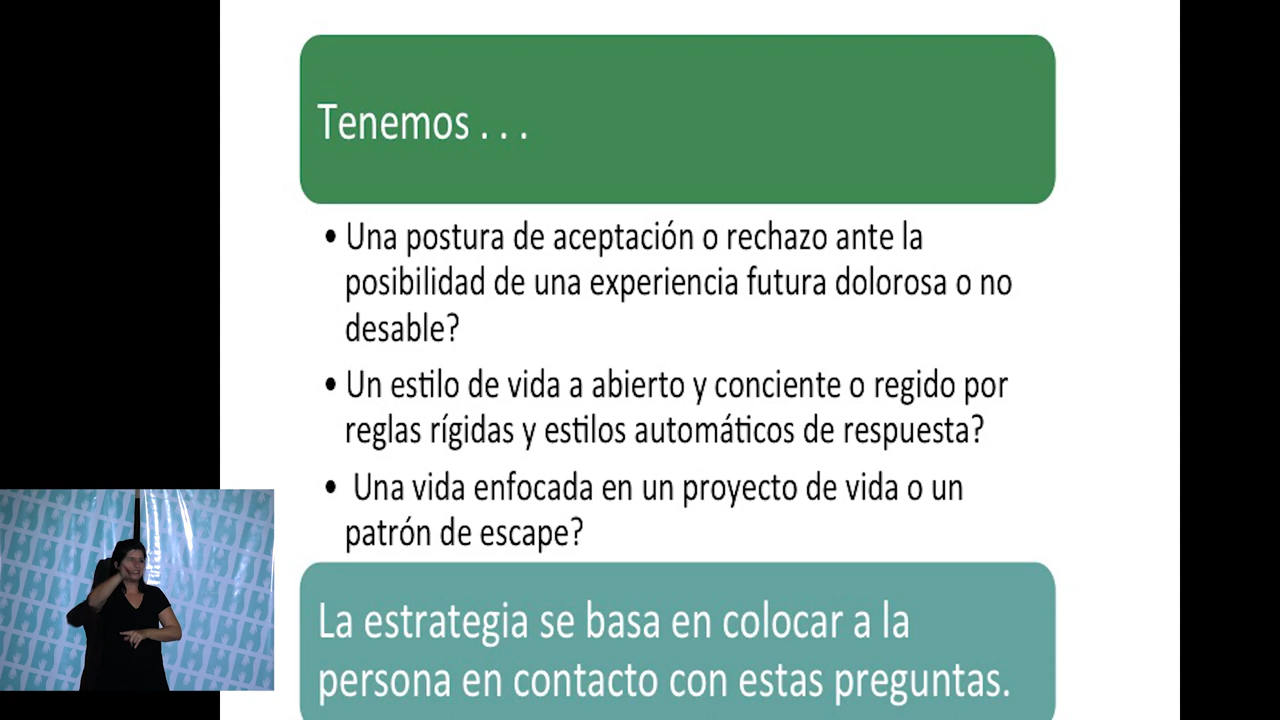 Tenemos . . .
• Una postura de aceptación o rechazo ante la
posibilidad de una experiencia futura dolorosa o no
desable?
• Un estilo de vida a abierto y conciente o regido por
reglas rígidas y estilos automáticos de respuesta?
• Una vida enfocada en un proyecto de vida o un
patrón de escape?
La estrategia se basa en colocar a la
persona en contacto con estas preguntas.